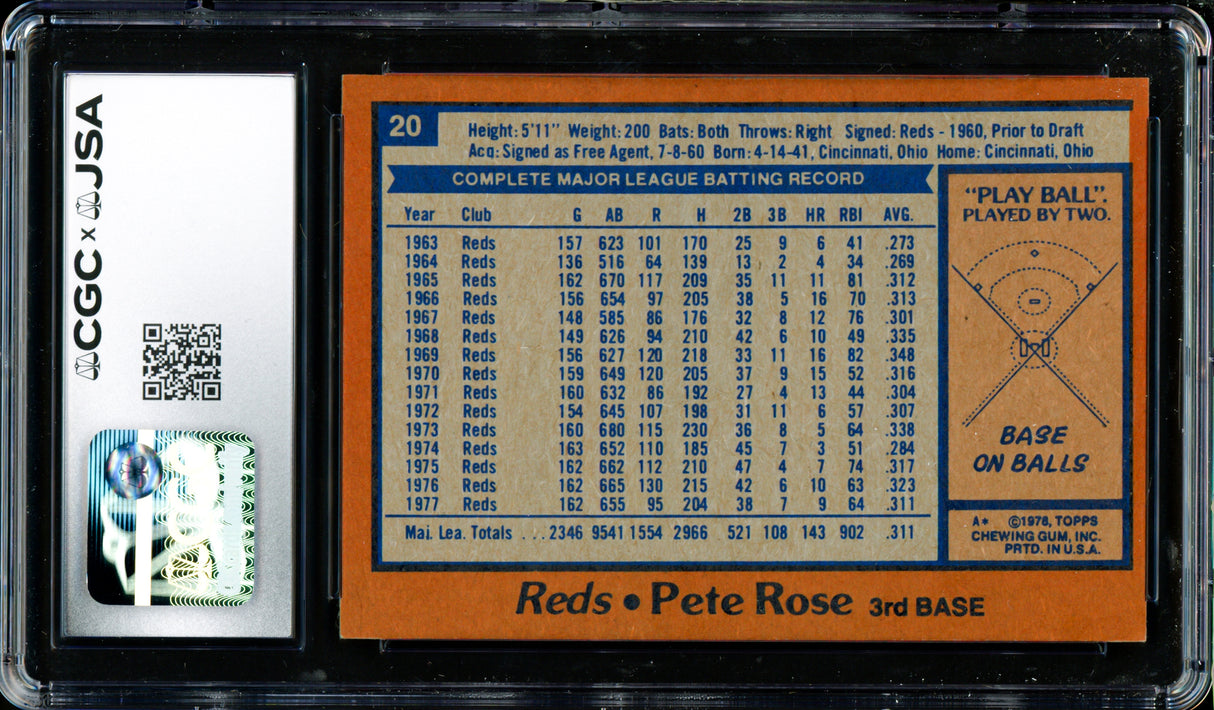 CGC x JSA
20
Height: 5'11" Weight: 200 Bats: Both Throws: Right Signed: Reds - 1960, Prior to Draft
Acq: Signed as Free Agent, 7-8-60 Born: 4-14-41, Cincinnati, Ohio Home: Cincinnati, Ohio
COMPLETE MAJOR LEAGUE BATTING RECORD
Year Club G AB R H 2B 3B HR RBI AVG.
1963 Reds 157 623 101 170 25 9 6 41 .273
1964 Reds 136 516 64 139 13 2 4 34 .269
1965 Reds 162 670 117 209 35 11 11 81 .312
1966 Reds 156 654 97 205 38 5 16 70 .313
1967 Reds 148 585 86 176 32 8 12 76 .301
1968 Reds 149 626 94 210 42 6 10 49 .335
1969 Reds 156 627 120 218 33 11 16 82 .348
1970 Reds 159 649 120 205 37 9 15 52 .316
1971 Reds 160 632 86 192 27 4 13 44 .304
1972 Reds 154 645 107 198 31 11 6 57 .307
1973 Reds 160 680 115 230 36 8 5 64 .338
1974 Reds 163 652 110 185 45 7 3 51 .284
1975 Reds 162 662 112 210 47 4 7 74 .317
1976 Reds 162 665 130 215 42 6 10 63 .323
1977 Reds 162 655 95 204 38 7 9 64 .311
Maj. Lea. Totals ... 2346 9541 1554 2966 521 108 143 902 .311
"PLAY BALL".
PLAYED BY TWO.
BASE
ON BALLS
A* ©1978, TOPPS
CHEWING GUM, INC.
PRTD. IN U.S.A.
Reds • Pete Rose 3rd BASE